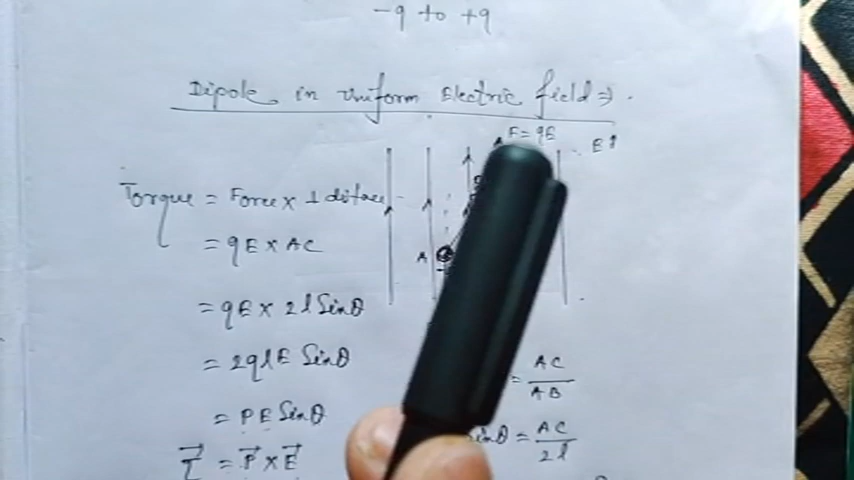 -q to +q
Dipole in Uniform Electric field ⇒
F = qE
E↑
Torque = Force × ⊥ distace
= qE × AC
A
= qE × 2l Sinθ
= 2qlE Sinθ
= AC / AB
= PE Sinθ
sinθ = AC / 2l
τ⃗ = P⃗ × E⃗